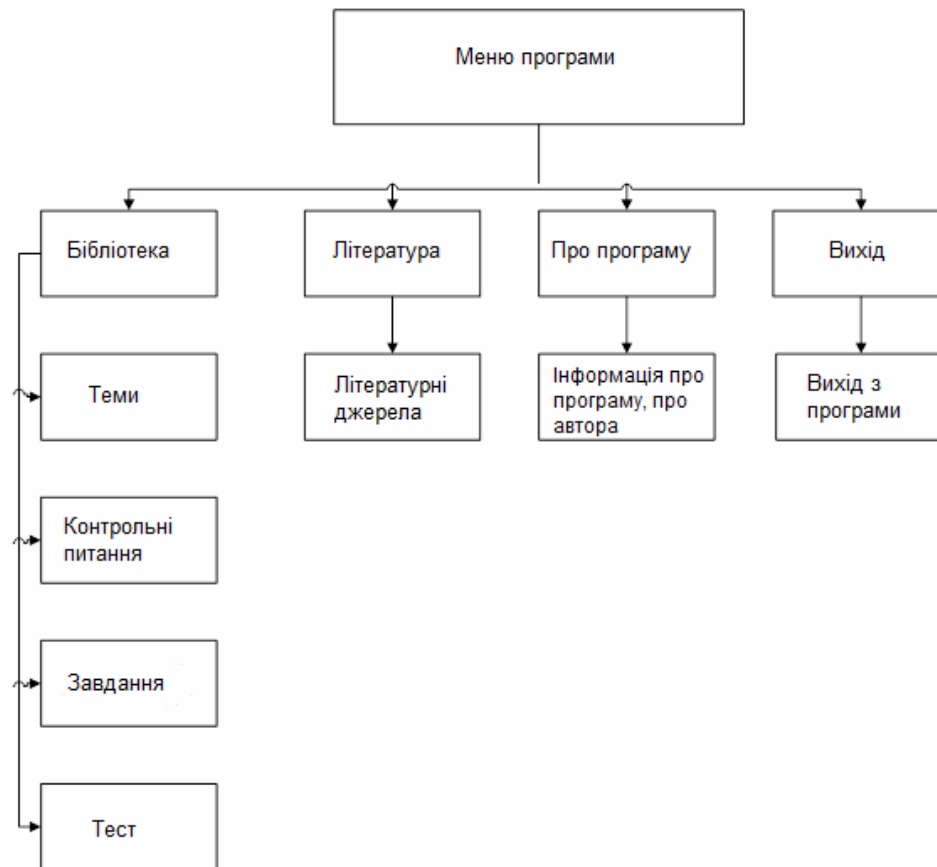 Меню програми
Бібліотека
Література
Про програму
Вихід
Теми
Літературні
джерела
Інформація про
програму, про
автора
Вихід з
програми
Контрольні
питання
Завдання
Тест